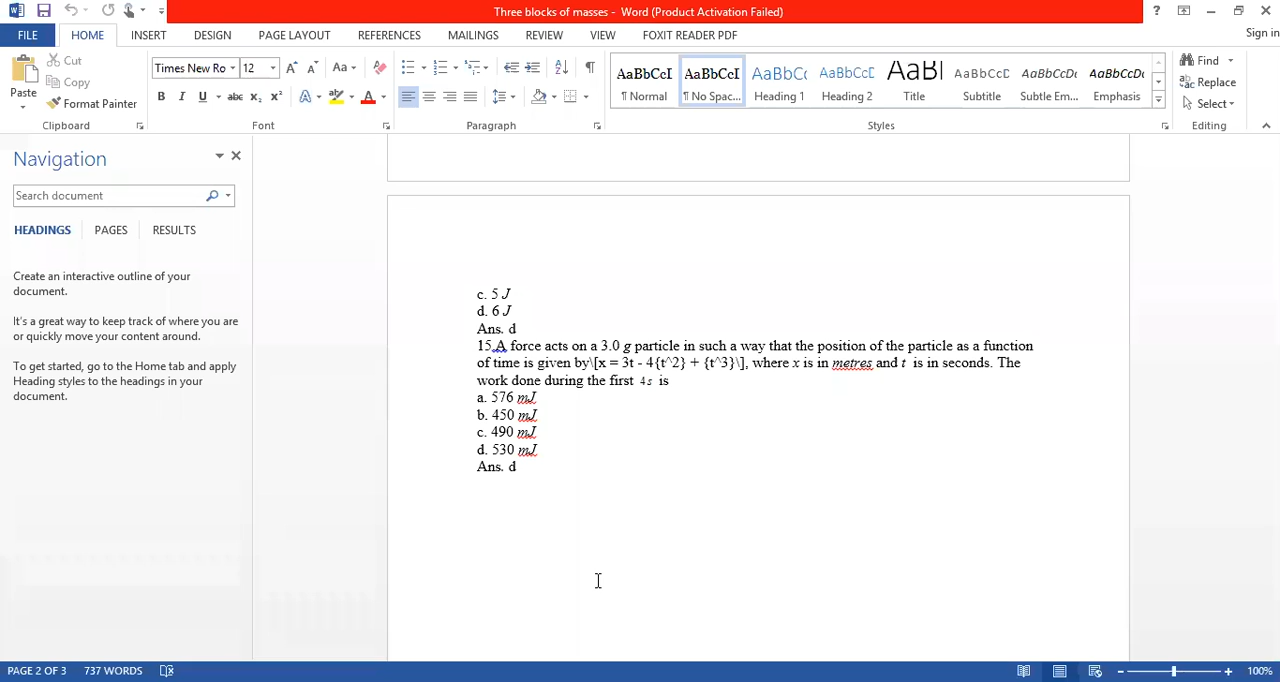 Three blocks of masses - Word (Product Activation Failed)
FILE HOME INSERT DESIGN PAGE LAYOUT REFERENCES MAILINGS REVIEW VIEW FOXIT READER PDF Sign in
Paste Cut Copy Format Painter
Times New Ro 12
AaBbCcI AaBbCcI AaBbCc AaBbCcD AaBl AaBbCcD AaBbCcDc AaBbCcDc
¶ Normal ¶ No Spac... Heading 1 Heading 2 Title Subtitle Subtle Em... Emphasis
Find Replace Select
Clipboard Font Paragraph Styles Editing
Navigation
Search document
HEADINGS PAGES RESULTS
Create an interactive outline of your
document.
It's a great way to keep track of where you are
or quickly move your content around.
To get started, go to the Home tab and apply
Heading styles to the headings in your
document.
c. 5 J
d. 6 J
Ans. d
15.A force acts on a 3.0 g particle in such a way that the position of the particle as a function
of time is given by\[x = 3t - 4{t^2} + {t^3}\], where x is in metres and t is in seconds. The
work done during the first 4s is
a. 576 mJ
b. 450 mJ
c. 490 mJ
d. 530 mJ
Ans. d
PAGE 2 OF 3 737 WORDS 100%